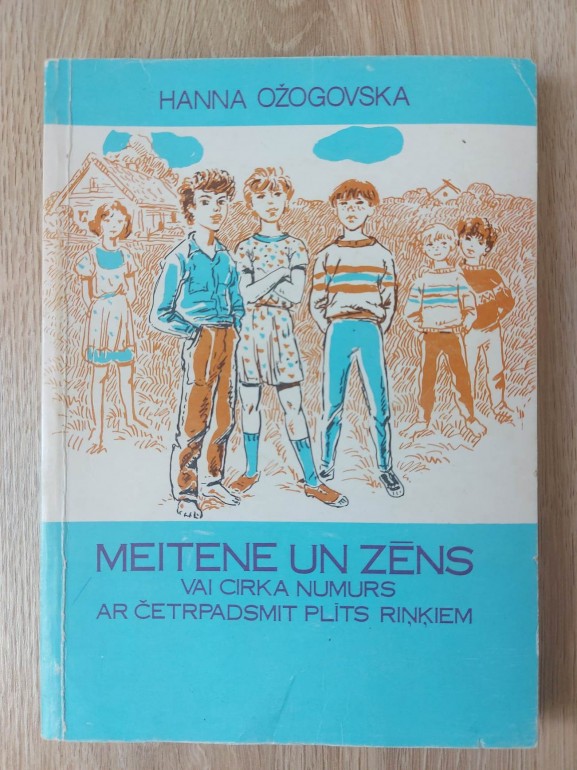 HANNA OŽOGOVSKA
MEITENE UN ZĒNS
VAI CIRKA NUMURS
AR ČETRPADSMIT PLĪTS RIŅĶIEM